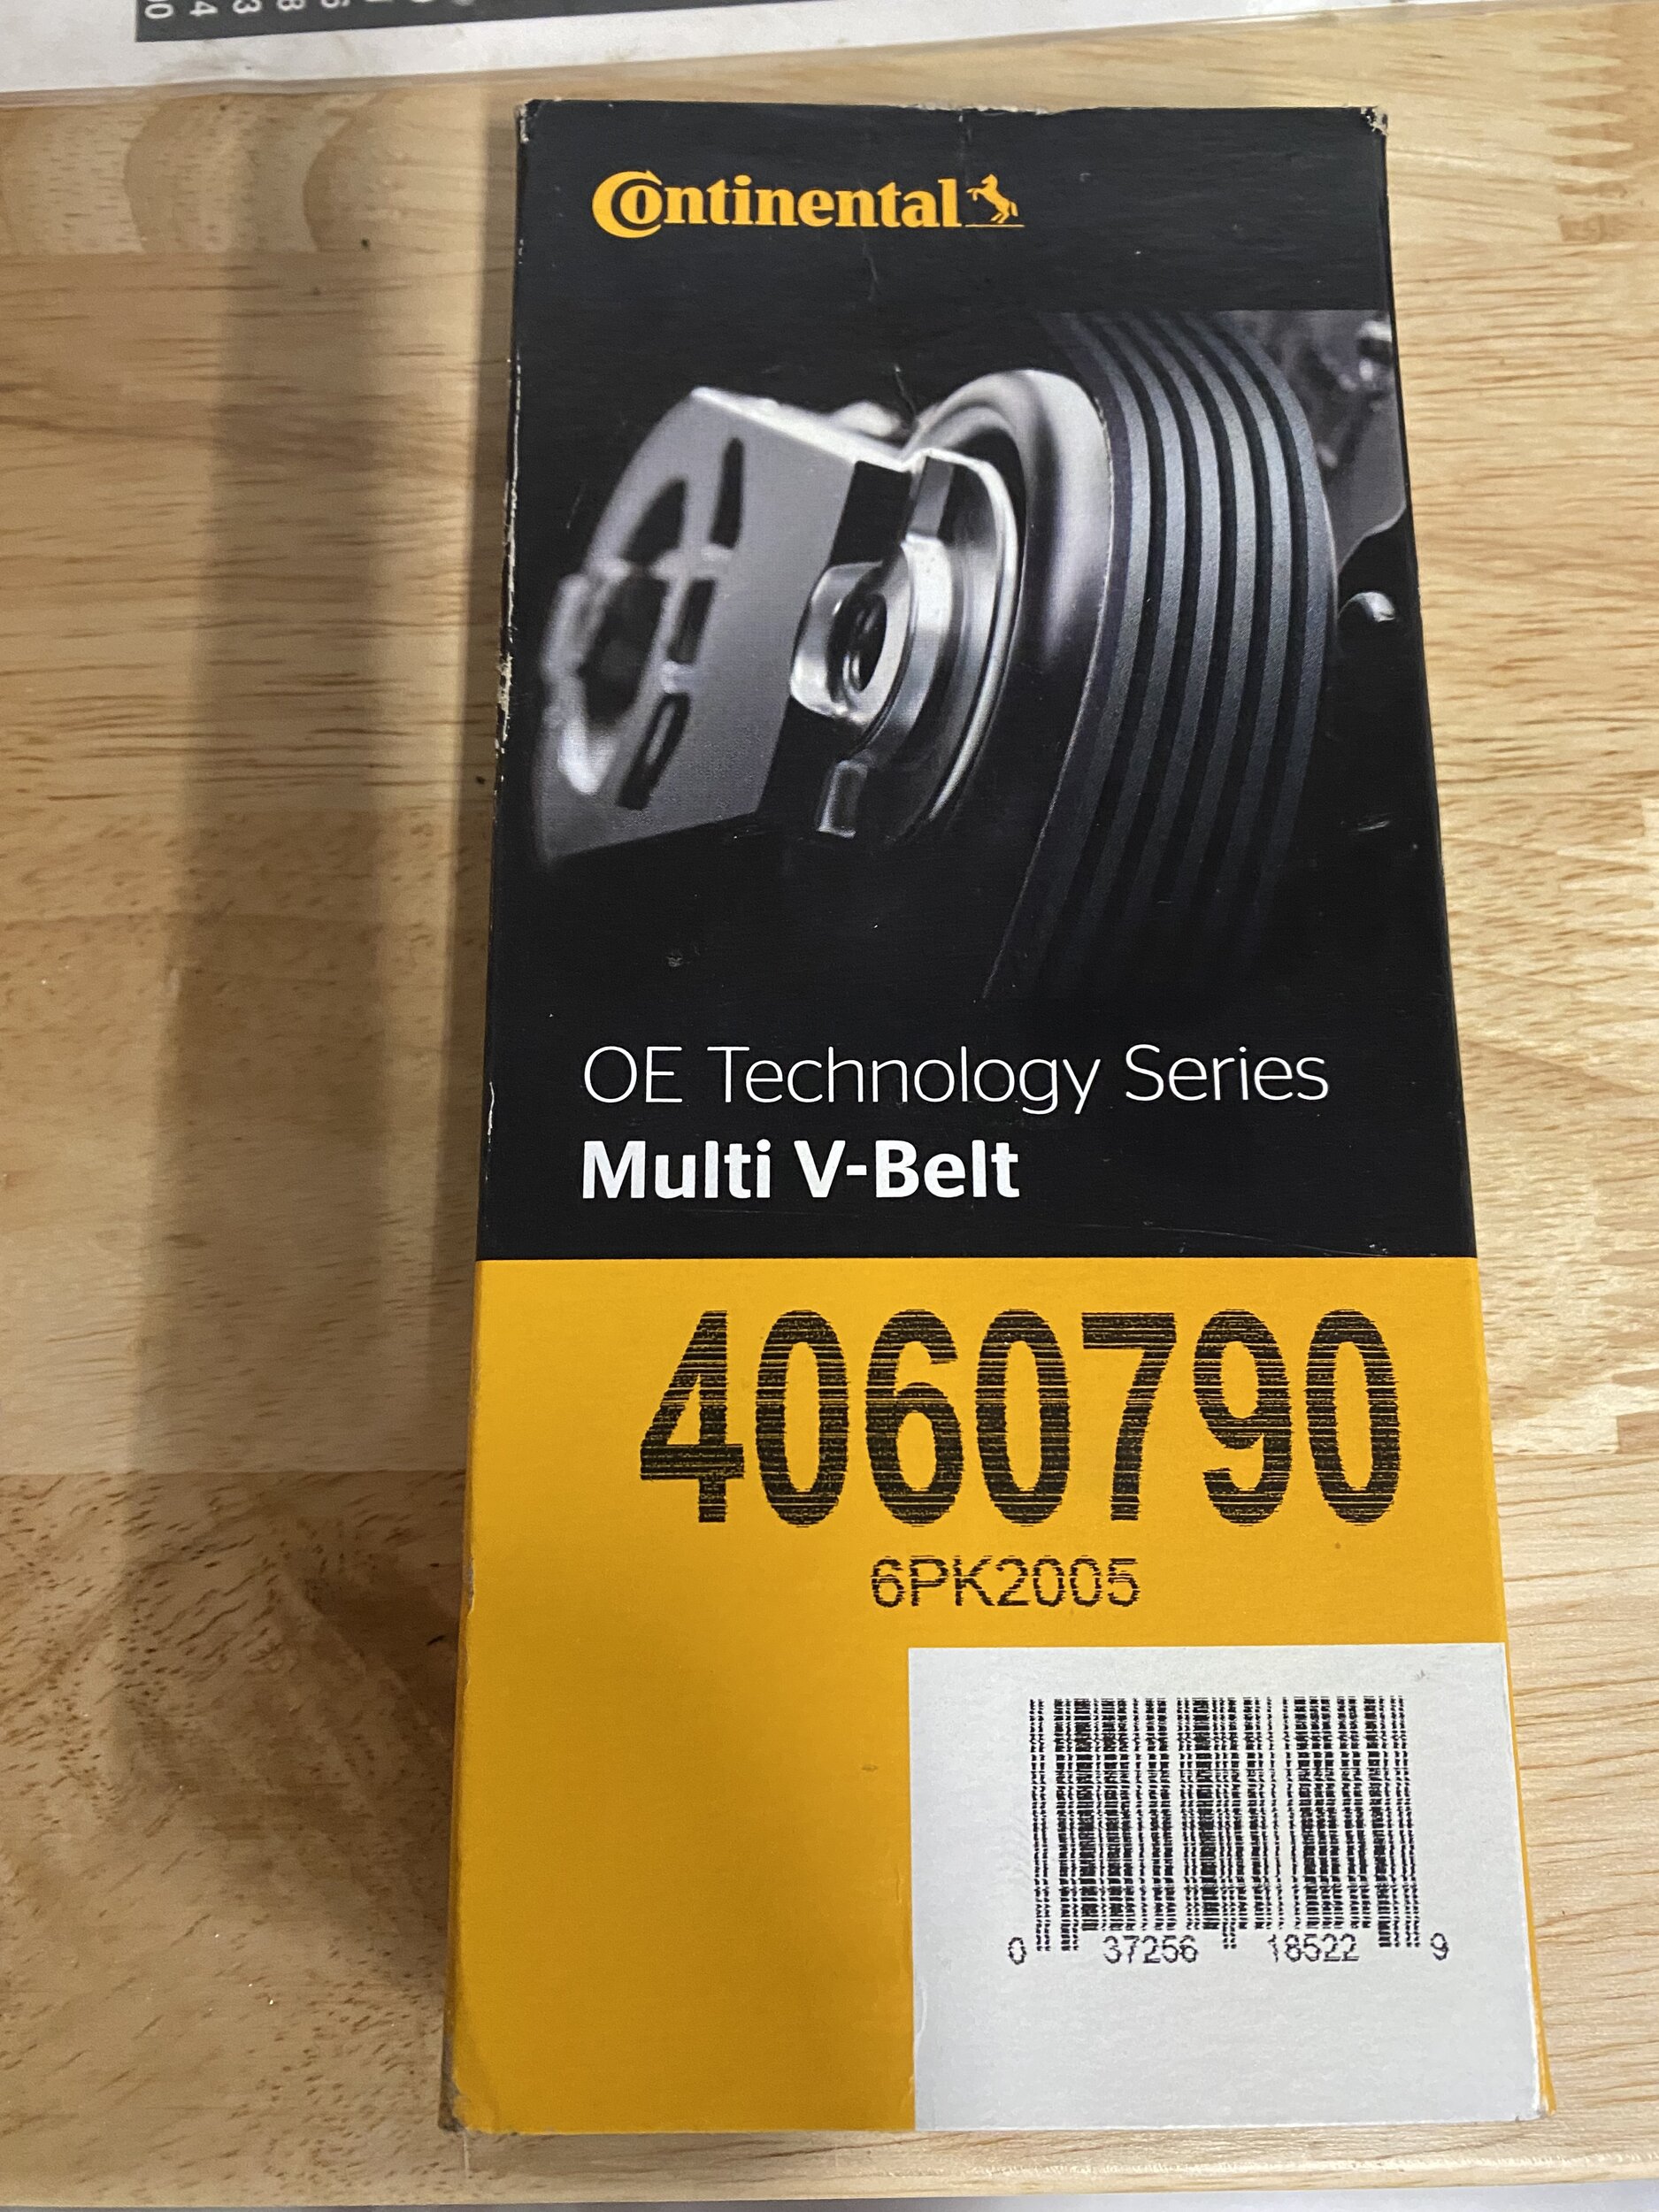 Continental
OE Technology Series
Multi V-Belt
4060790
6PK2005
0 37256 18522 9